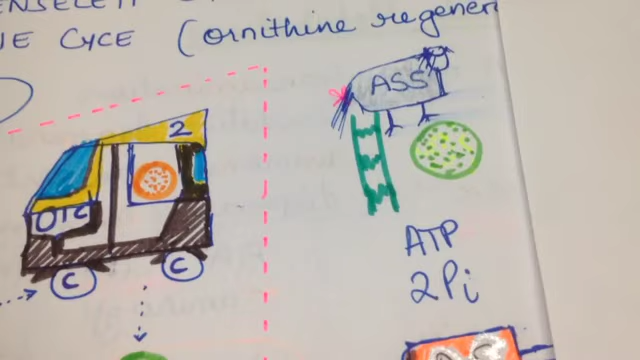 CYCE (ornithine regener
ASS
2
OTC
C C
ATP
2Pi